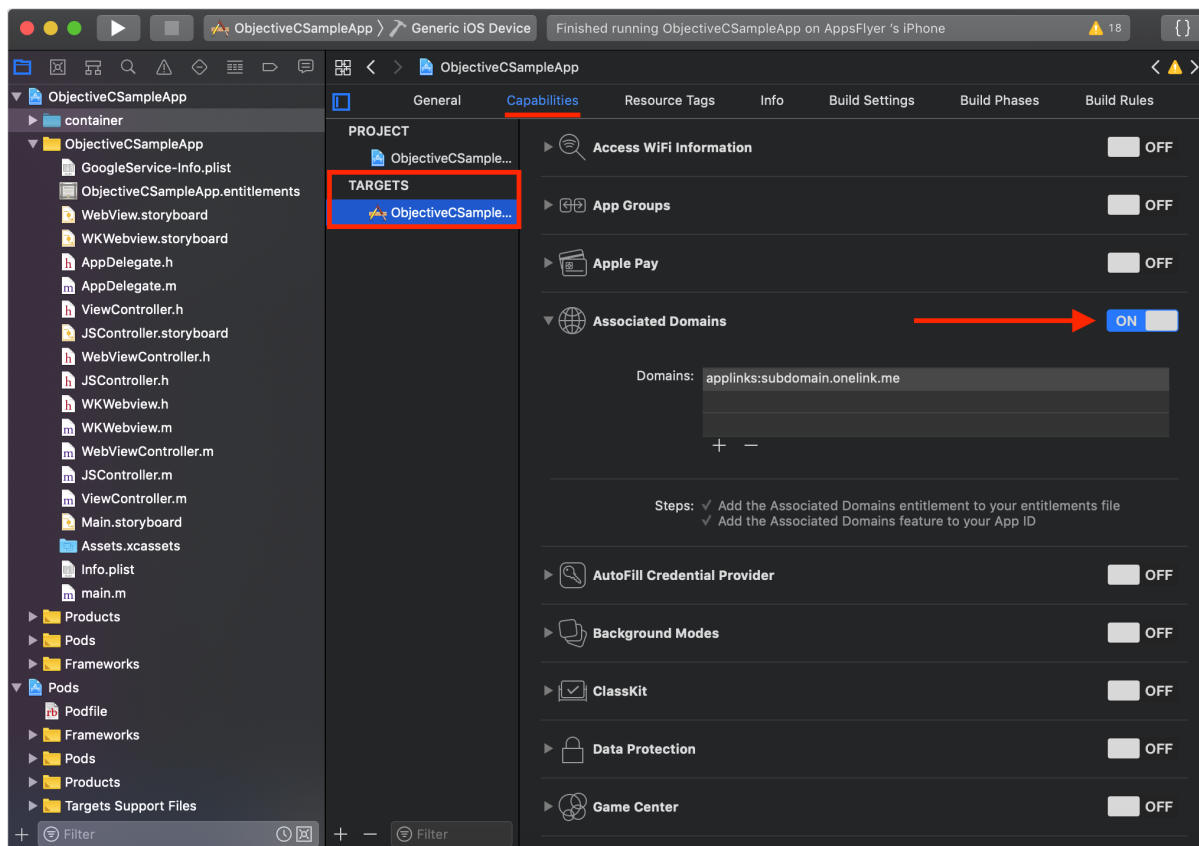 ObjectiveCSampleApp
Generic iOS Device
Finished running ObjectiveCSampleApp on AppsFlyer 's iPhone
18
{ }
ObjectiveCSampleApp
General
Capabilities
Resource Tags
Info
Build Settings
Build Phases
Build Rules
ObjectiveCSampleApp
container
ObjectiveCSampleApp
GoogleService-Info.plist
ObjectiveCSampleApp.entitlements
WebView.storyboard
WKWebview.storyboard
h AppDelegate.h
m AppDelegate.m
h ViewController.h
JSController.storyboard
h WebViewController.h
h JSController.h
h WKWebview.h
m WKWebview.m
m WebViewController.m
m JSController.m
m ViewController.m
Main.storyboard
Assets.xcassets
Info.plist
m main.m
Products
Pods
Frameworks
Pods
rb Podfile
Frameworks
Pods
Products
Targets Support Files
Filter
PROJECT
ObjectiveCSample...
TARGETS
ObjectiveCSample...
Filter
Access WiFi Information
OFF
App Groups
OFF
Apple Pay
OFF
Associated Domains
ON
Domains: applinks:subdomain.onelink.me
Steps: ✓ Add the Associated Domains entitlement to your entitlements file
✓ Add the Associated Domains feature to your App ID
AutoFill Credential Provider
OFF
Background Modes
OFF
ClassKit
OFF
Data Protection
OFF
Game Center
OFF